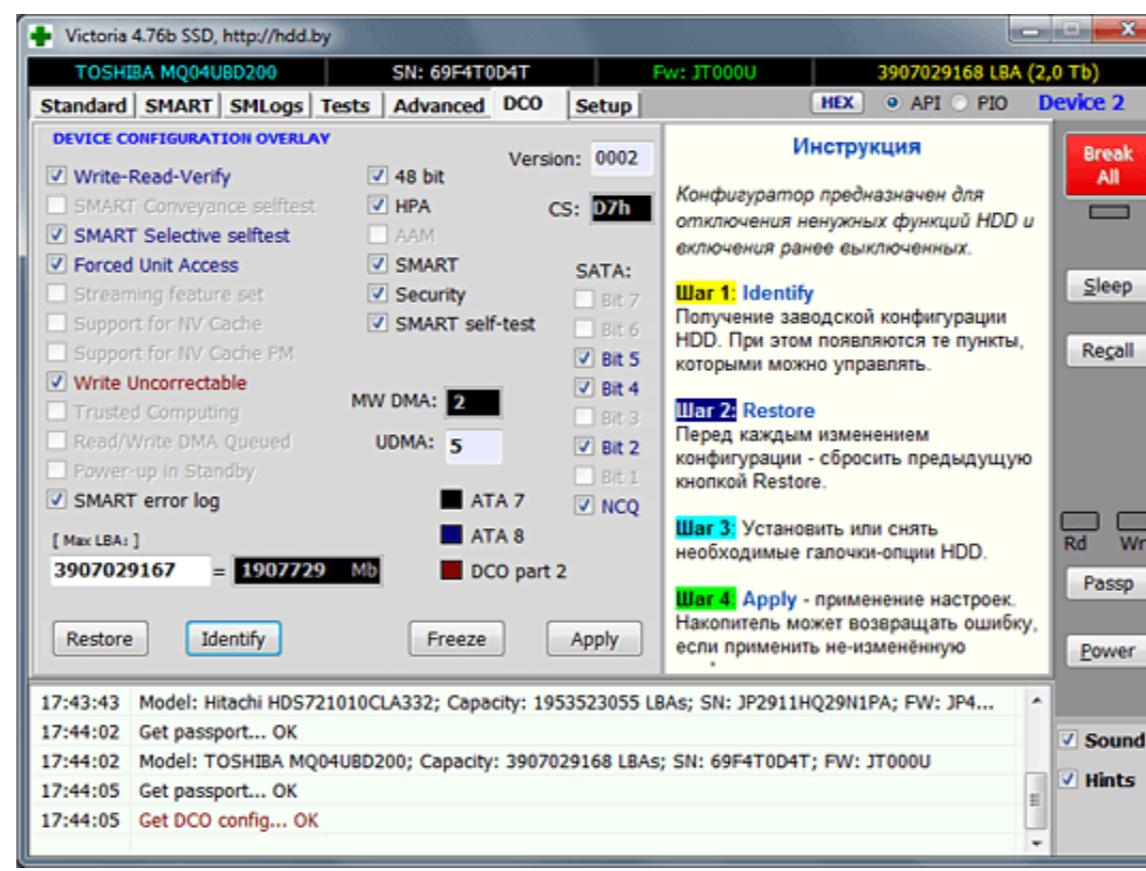 Victoria 4.76b SSD, http://hdd.by
TOSHIBA MQ04UBD200 SN: 69F4T0D4T Fw: JT000U 3907029168 LBA (2,0 Tb)
Standard SMART SMLogs Tests Advanced DCO Setup HEX API PIO Device 2
DEVICE CONFIGURATION OVERLAY
Version: 0002
Write-Read-Verify 48 bit
SMART Conveyance selftest HPA CS: D7h
SMART Selective selftest AAM
Forced Unit Access SMART SATA:
Streaming feature set Security Bit 7
Support for NV Cache SMART self-test Bit 6
Support for NV Cache PM Bit 5
Write Uncorrectable MW DMA: 2 Bit 4
Trusted Computing Bit 3
Read/Write DMA Queued UDMA: 5 Bit 2
Power-up in Standby Bit 1
SMART error log ATA 7 NCQ
[ Max LBA: ] ATA 8
3907029167 = 1907729 Mb DCO part 2
Restore Identify Freeze Apply
Инструкция
Конфигуратор предназначен для
отключения ненужных функций HDD и
включения ранее выключенных.
Шаг 1: Identify
Получение заводской конфигурации
HDD. При этом появляются те пункты,
которыми можно управлять.
Шаг 2: Restore
Перед каждым изменением
конфигурации - сбросить предыдущую
кнопкой Restore.
Шаг 3: Установить или снять
необходимые галочки-опции HDD.
Шаг 4: Apply - применение настроек.
Накопитель может возвращать ошибку,
если применить не-изменённую
Break
All
Sleep
Recall
Rd Wr
Passp
Power
17:43:43 Model: Hitachi HDS721010CLA332; Capacity: 1953523055 LBAs; SN: JP2911HQ29N1PA; FW: JP4...
17:44:02 Get passport... OK
17:44:02 Model: TOSHIBA MQ04UBD200; Capacity: 3907029168 LBAs; SN: 69F4T0D4T; FW: JT000U
17:44:05 Get passport... OK
17:44:05 Get DCO config... OK
Sound
Hints